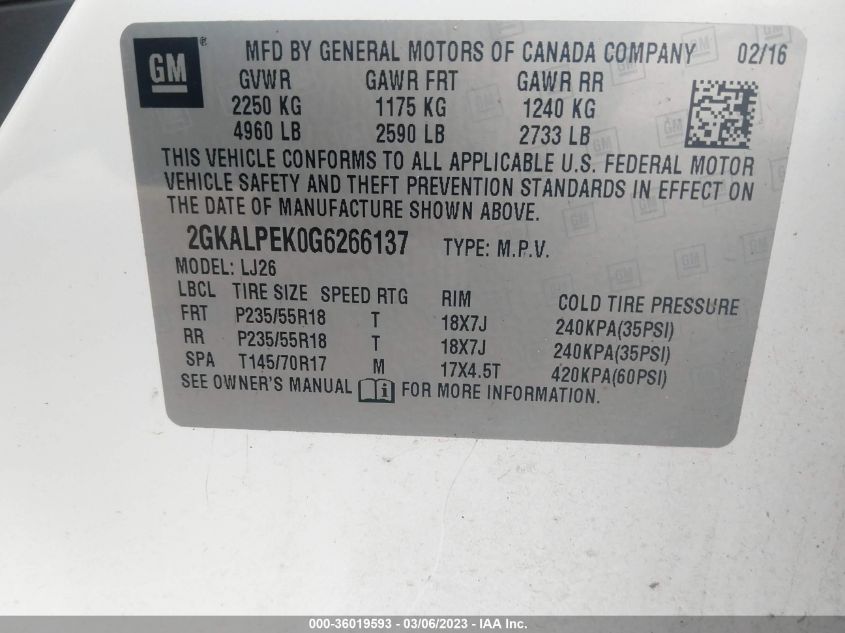 GM ® MFD BY GENERAL MOTORS OF CANADA COMPANY 02/16
GVWR GAWR FRT GAWR RR
2250 KG 1175 KG 1240 KG
4960 LB 2590 LB 2733 LB
THIS VEHICLE CONFORMS TO ALL APPLICABLE U.S. FEDERAL MOTOR
VEHICLE SAFETY AND THEFT PREVENTION STANDARDS IN EFFECT ON
THE DATE OF MANUFACTURE SHOWN ABOVE.
2GKALPEK0G6266137 TYPE: M.P.V.
MODEL: LJ26
LBCL TIRE SIZE SPEED RTG RIM COLD TIRE PRESSURE
FRT P235/55R18 T 18X7J 240KPA(35PSI)
RR P235/55R18 T 18X7J 240KPA(35PSI)
SPA T145/70R17 M 17X4.5T 420KPA(60PSI)
SEE OWNER'S MANUAL i FOR MORE INFORMATION.
000-36019593 - 03/06/2023 - IAA Inc.